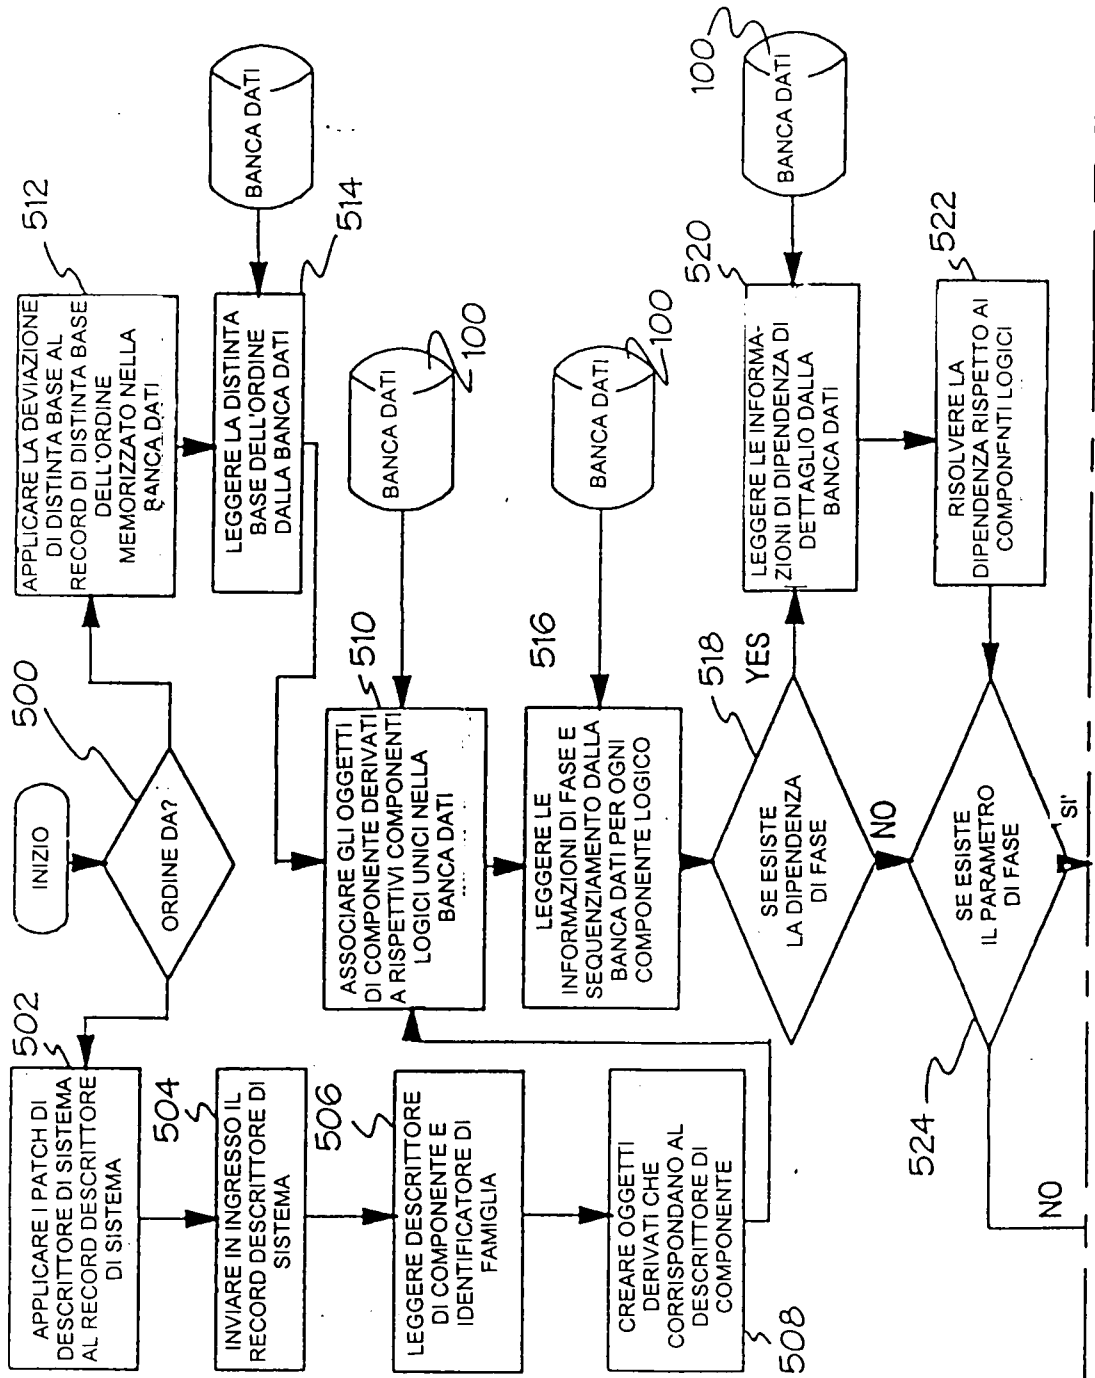 INIZIO
500
ORDINE DA?
502
APPLICARE I PATCH DI
DESCRITTORE DI SISTEMA
AL RECORD DESCRITTORE
DI SISTEMA
504
INVIARE IN INGRESSO IL
RECORD DESCRITTORE DI
SISTEMA
506
LEGGERE DESCRITTORE
DI COMPONENTE E
IDENTIFICATORE DI
FAMIGLIA
CREARE OGGETTI
DERIVATI CHE
CORRISPONDANO AL
DESCRITTORE DI
COMPONENTE
508
512
APPLICARE LA DEVIAZIONE
DI DISTINTA BASE AL
RECORD DI DISTINTA BASE
DELL'ORDINE
MEMORIZZATO NELLA
BANCA DATI
BANCA DATI
514
LEGGERE LA DISTINTA
BASE DELL'ORDINE
DALLA BANCA DATI
510
ASSOCIARE GLI OGGETTI
DI COMPONENTE DERIVATI
A RISPETTIVI COMPONENTI
LOGICI UNICI NELLA
BANCA DATI
BANCA DATI
100
516
LEGGERE LE
INFORMAZIONI DI FASE E
SEQUENZIAMENTO DALLA
BANCA DATI PER OGNI
COMPONENTE LOGICO
BANCA DATI
100
518
SE ESISTE
LA DIPENDENZA
DI FASE
YES
NO
520
LEGGERE LE INFORMA-
ZIONI DI DIPENDENZA DI
DETTAGLIO DALLA
BANCA DATI
100
BANCA DATI
522
RISOLVERE LA
DIPENDENZA RISPETTO AI
COMPONFNTI LOGICI
524
SE ESISTE
IL PARAMETRO
DI FASE
SI'
NO